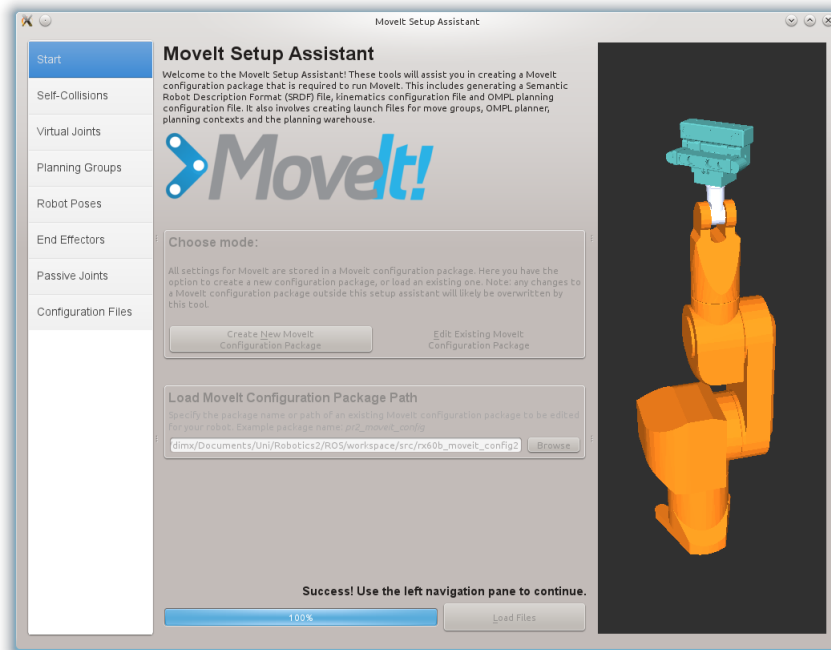 MoveIt Setup Assistant
Start
Self-Collisions
Virtual Joints
Planning Groups
Robot Poses
End Effectors
Passive Joints
Configuration Files
MoveIt Setup Assistant
Welcome to the MoveIt Setup Assistant! These tools will assist you in creating a MoveIt
configuration package that is required to run MoveIt. This includes generating a Semantic
Robot Description Format (SRDF) file, kinematics configuration file and OMPL planning
configuration file. It also involves creating launch files for move groups, OMPL planner,
planning contexts and the planning warehouse.
MoveIt!
Choose mode:
All settings for MoveIt are stored in a MoveIt configuration package. Here you have the
option to create a new configuration package, or load an existing one. Note: any changes to
a MoveIt configuration package outside this setup assistant will likely be overwritten by
this tool.
Create New MoveIt
Configuration Package
Edit Existing MoveIt
Configuration Package
Load MoveIt Configuration Package Path
Specify the package name or path of an existing MoveIt configuration package to be edited
for your robot. Example package name: pr2_moveit_config
/dimx/Documents/Uni/Robotics2/ROS/workspace/src/rx60b_moveit_config2
Browse
Success! Use the left navigation pane to continue.
100%
Load Files